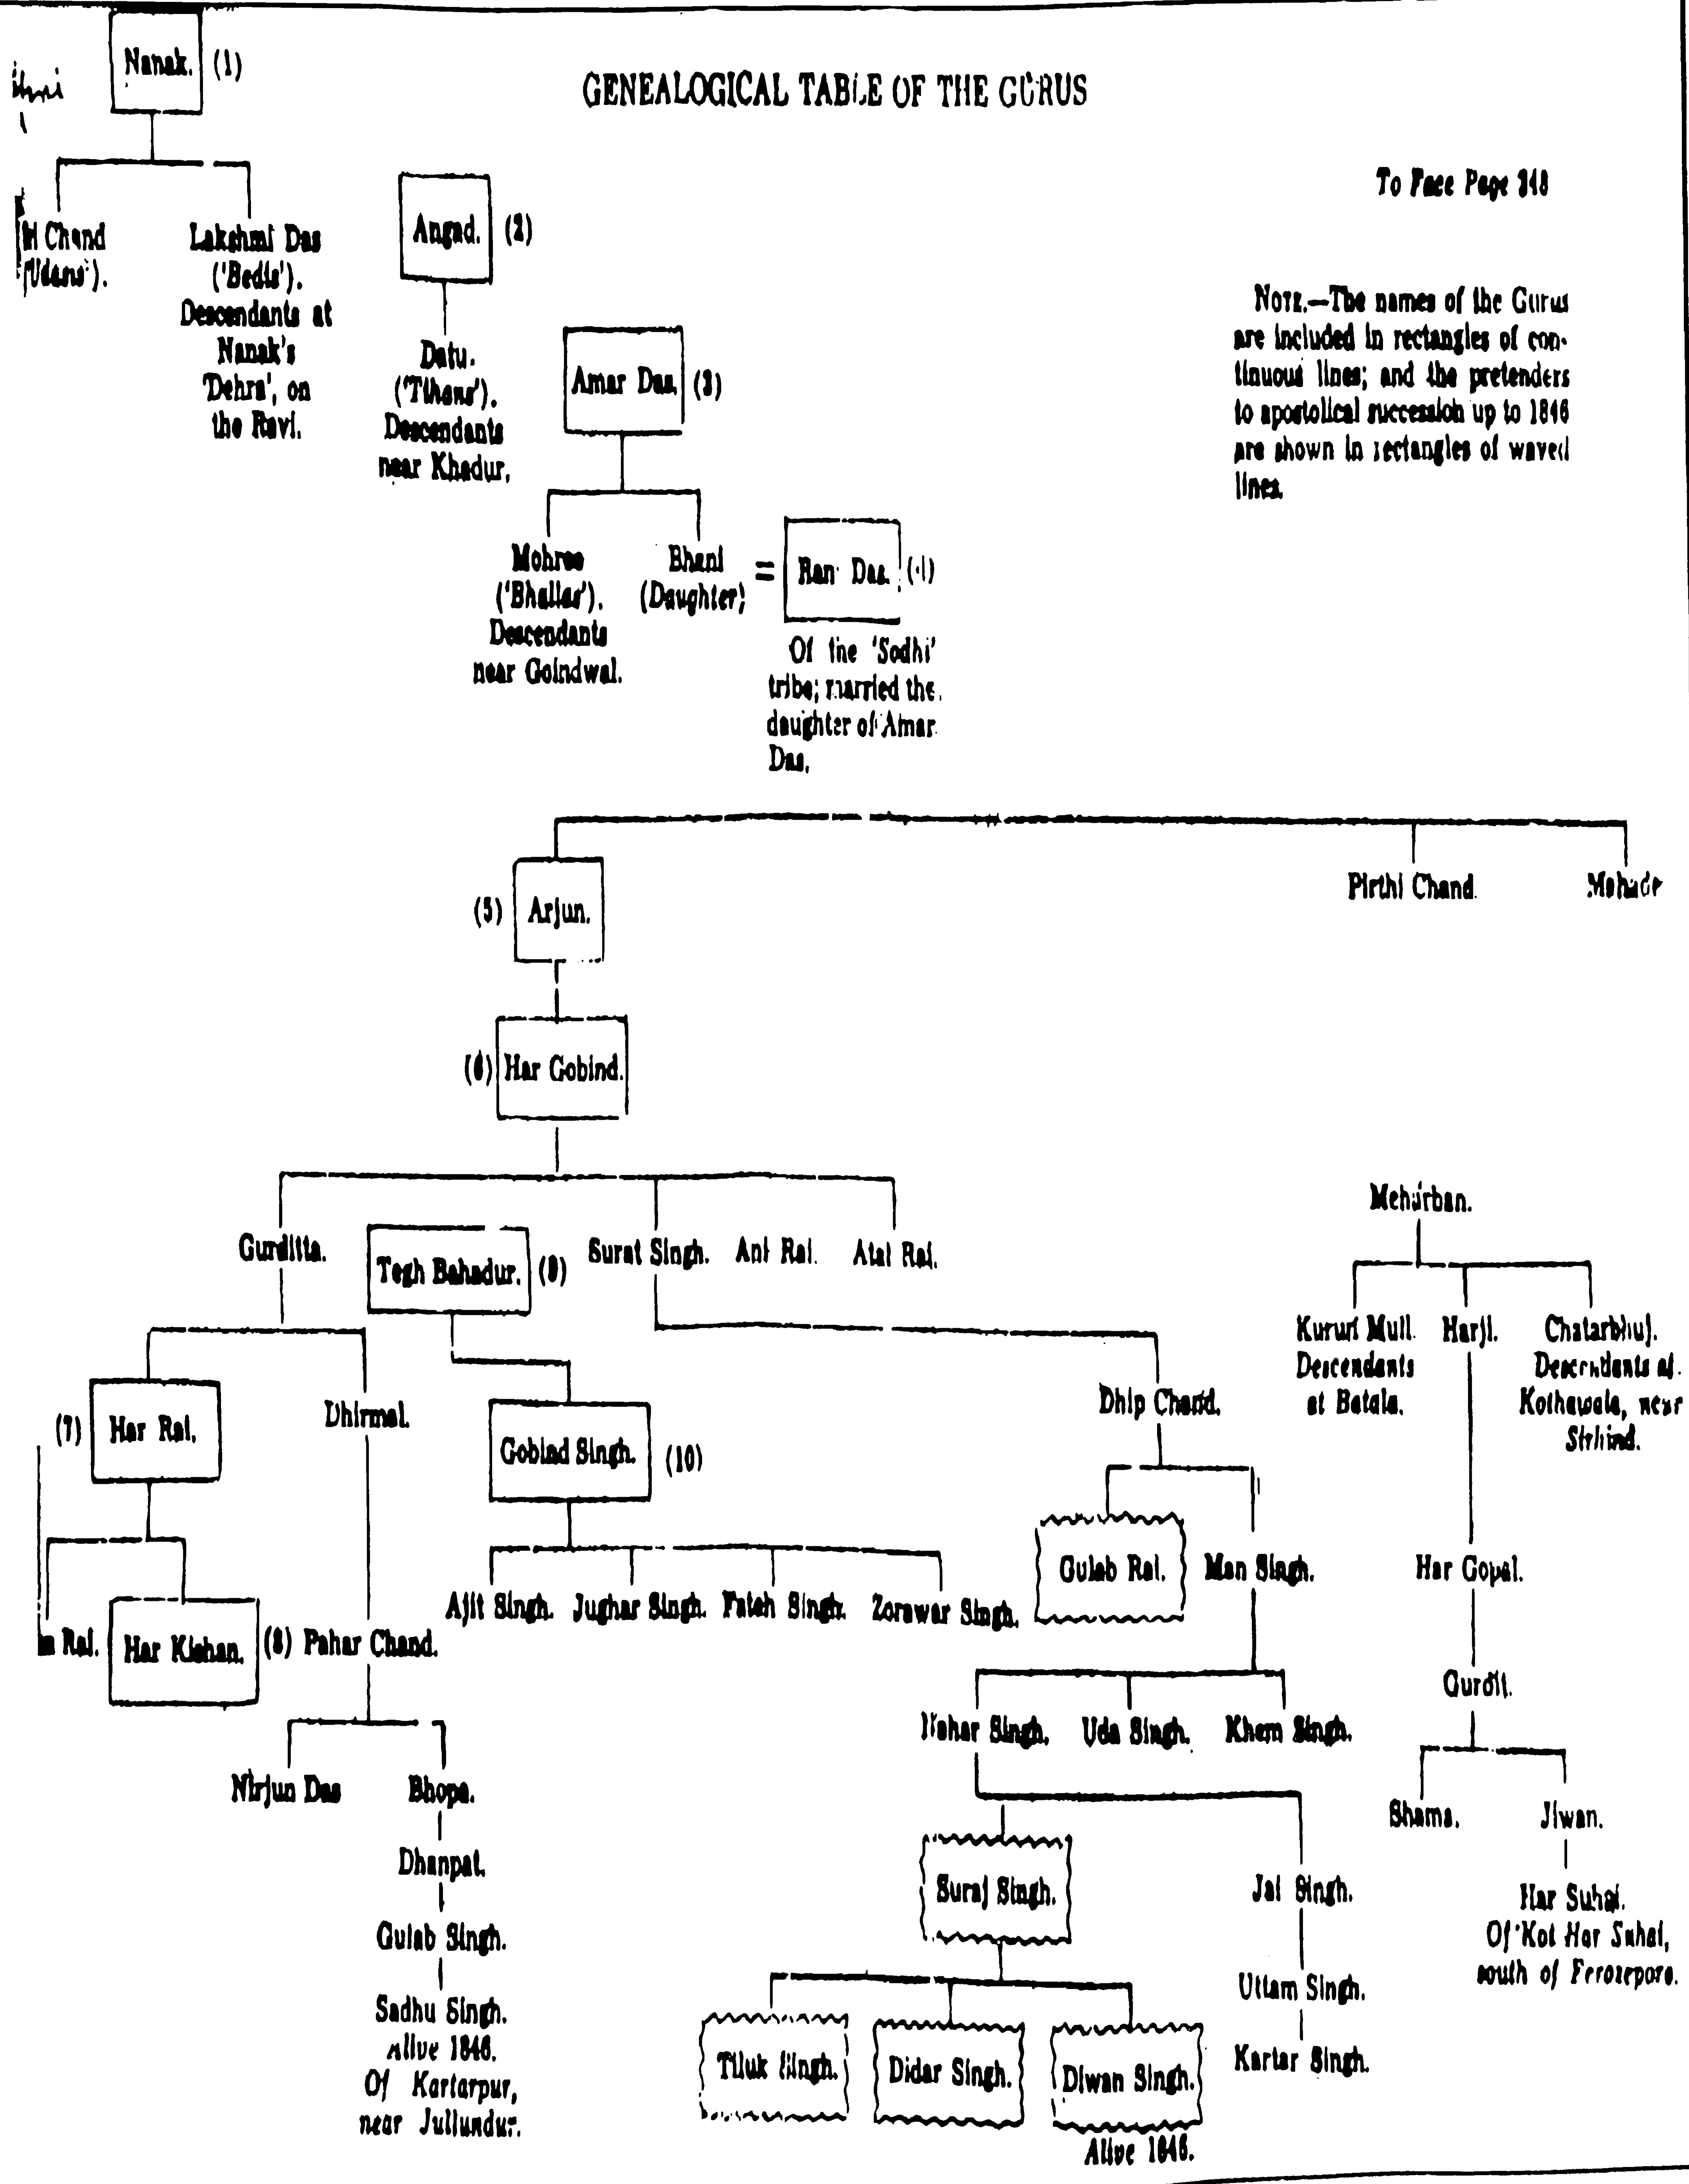 Nanak. (1)
GENEALOGICAL TABLE OF THE GURUS
To Face Page 348
Chand
Lakshmi Das
('Bedis').
Descendants at
Nanak's
'Dehra', on
the Ravi.
Angad. (2)
Datu.
('Tihans').
Descendants
near Khadur.
NOTE.—The names of the Gurus
are included in rectangles of con-
tinuous lines; and the pretenders
to apostolical succession up to 1846
are shown in rectangles of waved
lines.
Amar Das. (3)
Mohree
('Bhallas').
Descendants
near Goindwal.
Bhani
(Daughter)
= Ram Das. (4)
Of the 'Sodhi'
tribe; married the
daughter of Amar
Das.
(5) Arjun.
Pirthi Chand.
(6) Har Gobind.
Gurditta.
Tegh Bahadur. (9)
Surat Singh.
Ani Rai.
Atal Rai.
Meharban.
Kurun Mull.
Descendants
at Batala.
Harji.
Chatarbhuj.
Descendants at
Kothawala, near
Sirhind.
(7) Har Rai.
Dhirmal.
Gobind Singh. (10)
Dhip Chand.
Rai.
Har Kishan. (8)
Pahar Chand.
Ajit Singh.
Jughar Singh.
Fateh Singh.
Zorawar Singh.
Gulab Rai.
Man Singh.
Har Gopal.
Gurdit.
Nirjun Das
Bhopa.
Nahar Singh.
Uda Singh.
Khem Singh.
Shama.
Jiwan.
Dhanpat.
Gulab Singh.
Sadhu Singh.
Alive 1846.
Of Kartarpur,
near Jullundur.
Suraj Singh.
Jai Singh.
Har Suhai.
Of 'Kot Har Suhai,
south of Ferozepore.
Uttam Singh.
Kartar Singh.
Tiluk Singh.
Didar Singh.
Diwan Singh.
Alive 1846.